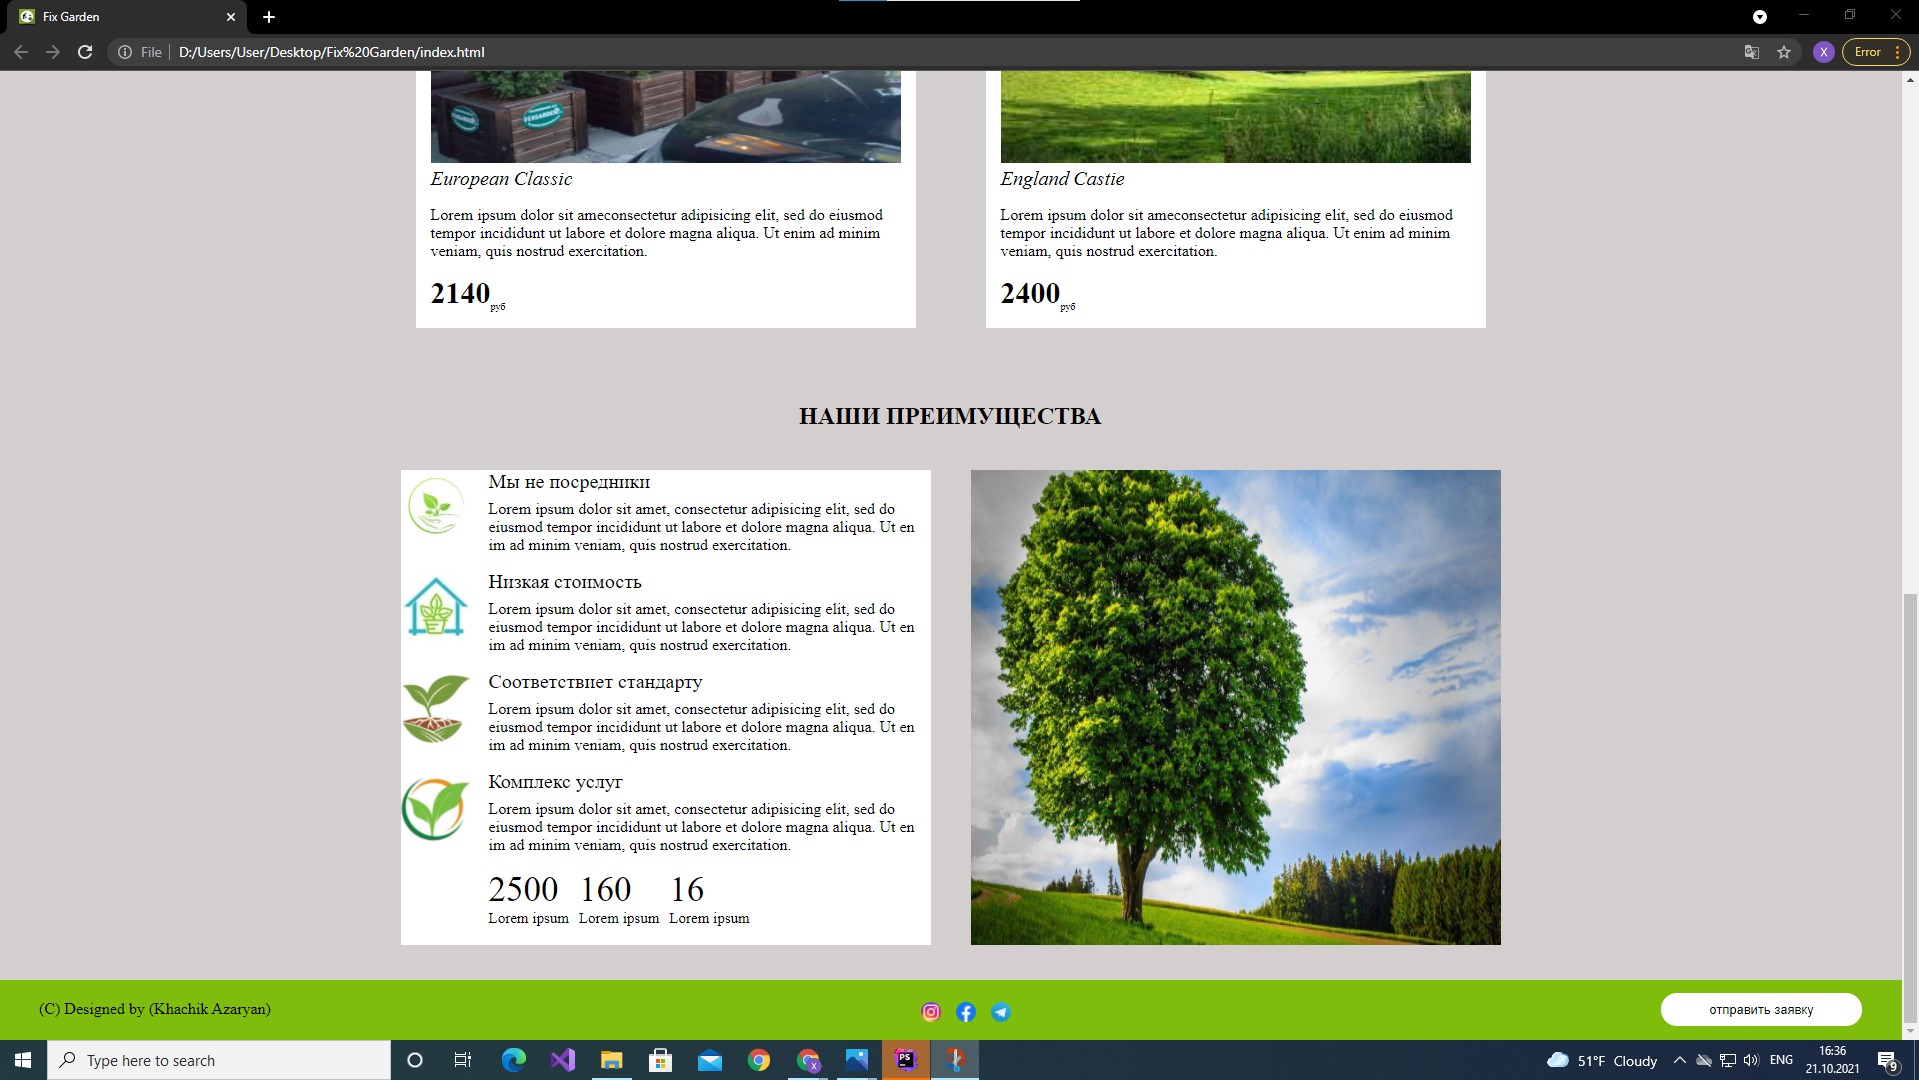 Fix Garden
File
D:/Users/User/Desktop/Fix%20Garden/index.html
X
Error
European Classic
Lorem ipsum dolor sit ameconsectetur adipisicing elit, sed do eiusmod
tempor incididunt ut labore et dolore magna aliqua. Ut enim ad minim
veniam, quis nostrud exercitation.
2140руб
England Castie
Lorem ipsum dolor sit ameconsectetur adipisicing elit, sed do eiusmod
tempor incididunt ut labore et dolore magna aliqua. Ut enim ad minim
veniam, quis nostrud exercitation.
2400руб
НАШИ ПРЕИМУЩЕСТВА
Мы не посредники
Lorem ipsum dolor sit amet, consectetur adipisicing elit, sed do
eiusmod tempor incididunt ut labore et dolore magna aliqua. Ut en
im ad minim veniam, quis nostrud exercitation.
Низкая стоимость
Lorem ipsum dolor sit amet, consectetur adipisicing elit, sed do
eiusmod tempor incididunt ut labore et dolore magna aliqua. Ut en
im ad minim veniam, quis nostrud exercitation.
Соответствиет стандарту
Lorem ipsum dolor sit amet, consectetur adipisicing elit, sed do
eiusmod tempor incididunt ut labore et dolore magna aliqua. Ut en
im ad minim veniam, quis nostrud exercitation.
Комплекс услуг
Lorem ipsum dolor sit amet, consectetur adipisicing elit, sed do
eiusmod tempor incididunt ut labore et dolore magna aliqua. Ut en
im ad minim veniam, quis nostrud exercitation.
2500 160 16
Lorem ipsum Lorem ipsum Lorem ipsum
(C) Designed by (Khachik Azaryan)
отправить заявку
Type here to search
PS
X
51°F Cloudy
ENG
16:36
21.10.2021
9